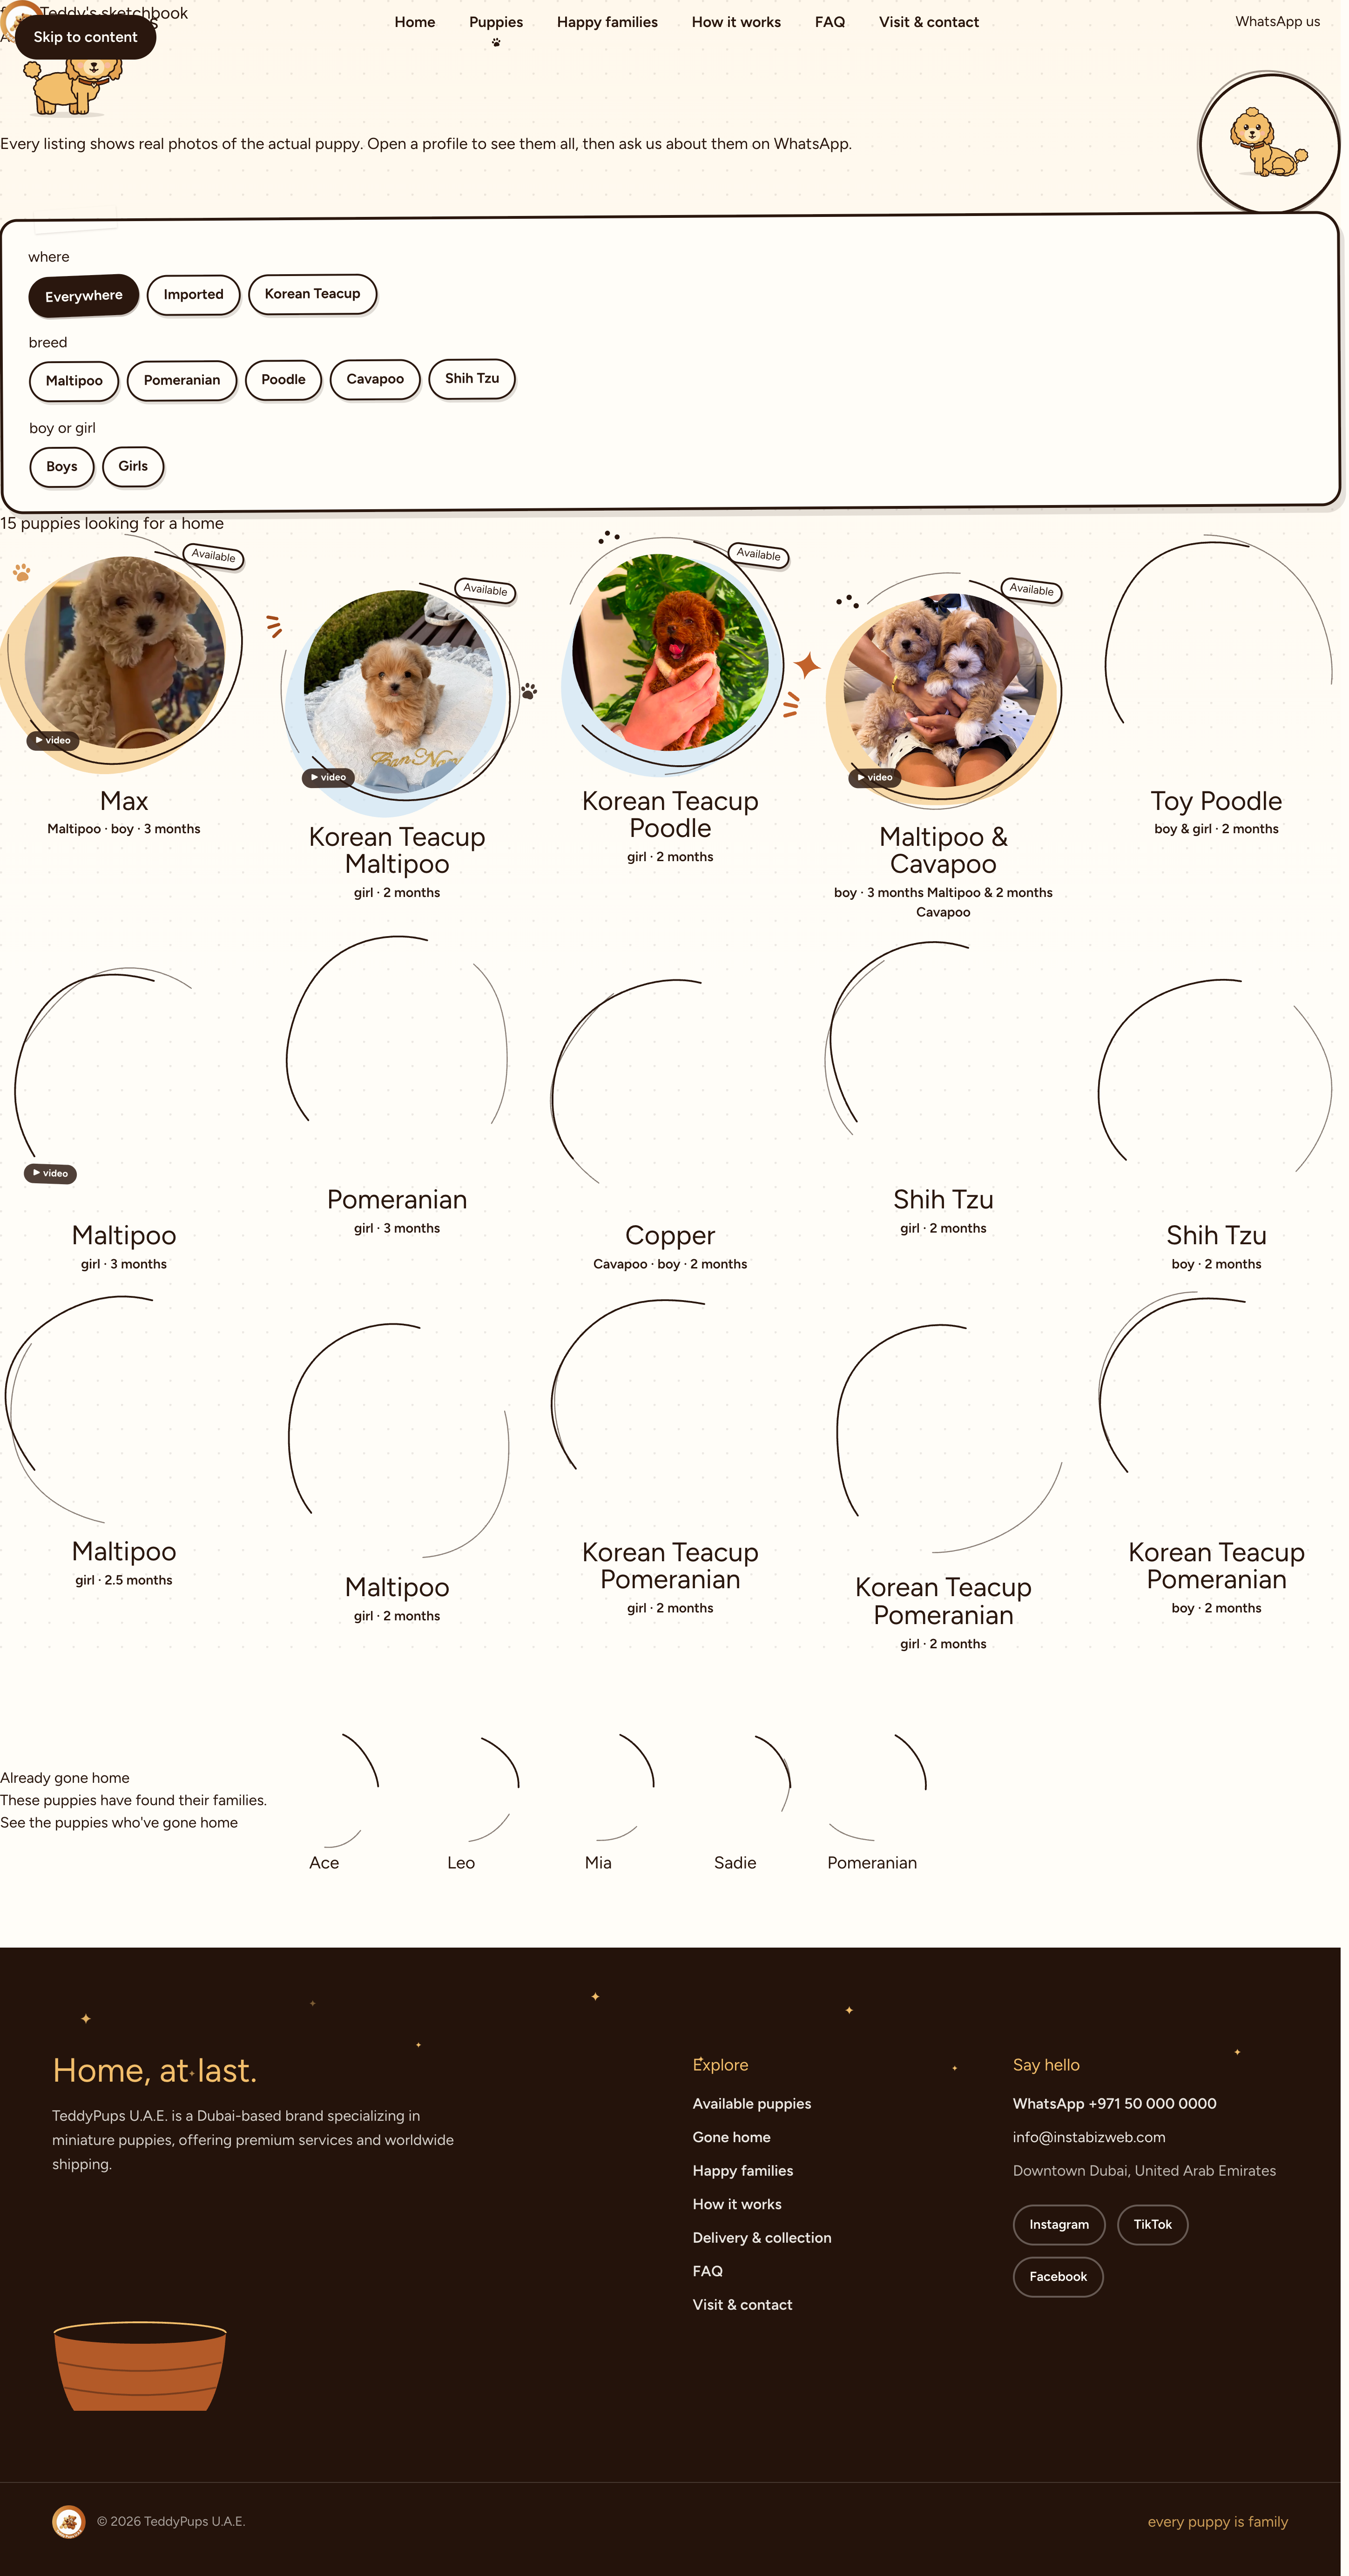 Teddy's sketchbook
Skip to content
Home
Puppies
Happy families
How it works
FAQ
Visit & contact
WhatsApp us
Every listing shows real photos of the actual puppy. Open a profile to see them all, then ask us about them on WhatsApp.
where
Everywhere
Imported
Korean Teacup
breed
Maltipoo
Pomeranian
Poodle
Cavapoo
Shih Tzu
boy or girl
Boys
Girls
15 puppies looking for a home
Available
video
Max
Maltipoo · boy · 3 months
Available
video
Korean Teacup
Maltipoo
girl · 2 months
Available
Korean Teacup
Poodle
girl · 2 months
Available
video
Maltipoo &
Cavapoo
boy · 3 months Maltipoo & 2 months
Cavapoo
Toy Poodle
boy & girl · 2 months
video
Maltipoo
girl · 3 months
Pomeranian
girl · 3 months
Copper
Cavapoo · boy · 2 months
Shih Tzu
girl · 2 months
Shih Tzu
boy · 2 months
Maltipoo
girl · 2.5 months
Maltipoo
girl · 2 months
Korean Teacup
Pomeranian
girl · 2 months
Korean Teacup
Pomeranian
girl · 2 months
Korean Teacup
Pomeranian
boy · 2 months
Already gone home
These puppies have found their families.
See the puppies who've gone home
Ace
Leo
Mia
Sadie
Pomeranian
Home, at last.
TeddyPups U.A.E. is a Dubai-based brand specializing in
miniature puppies, offering premium services and worldwide
shipping.
Explore
Available puppies
Gone home
Happy families
How it works
Delivery & collection
FAQ
Visit & contact
Say hello
WhatsApp +971 50 000 0000
info@instabizweb.com
Downtown Dubai, United Arab Emirates
Instagram
TikTok
Facebook
© 2026 TeddyPups U.A.E.
every puppy is family